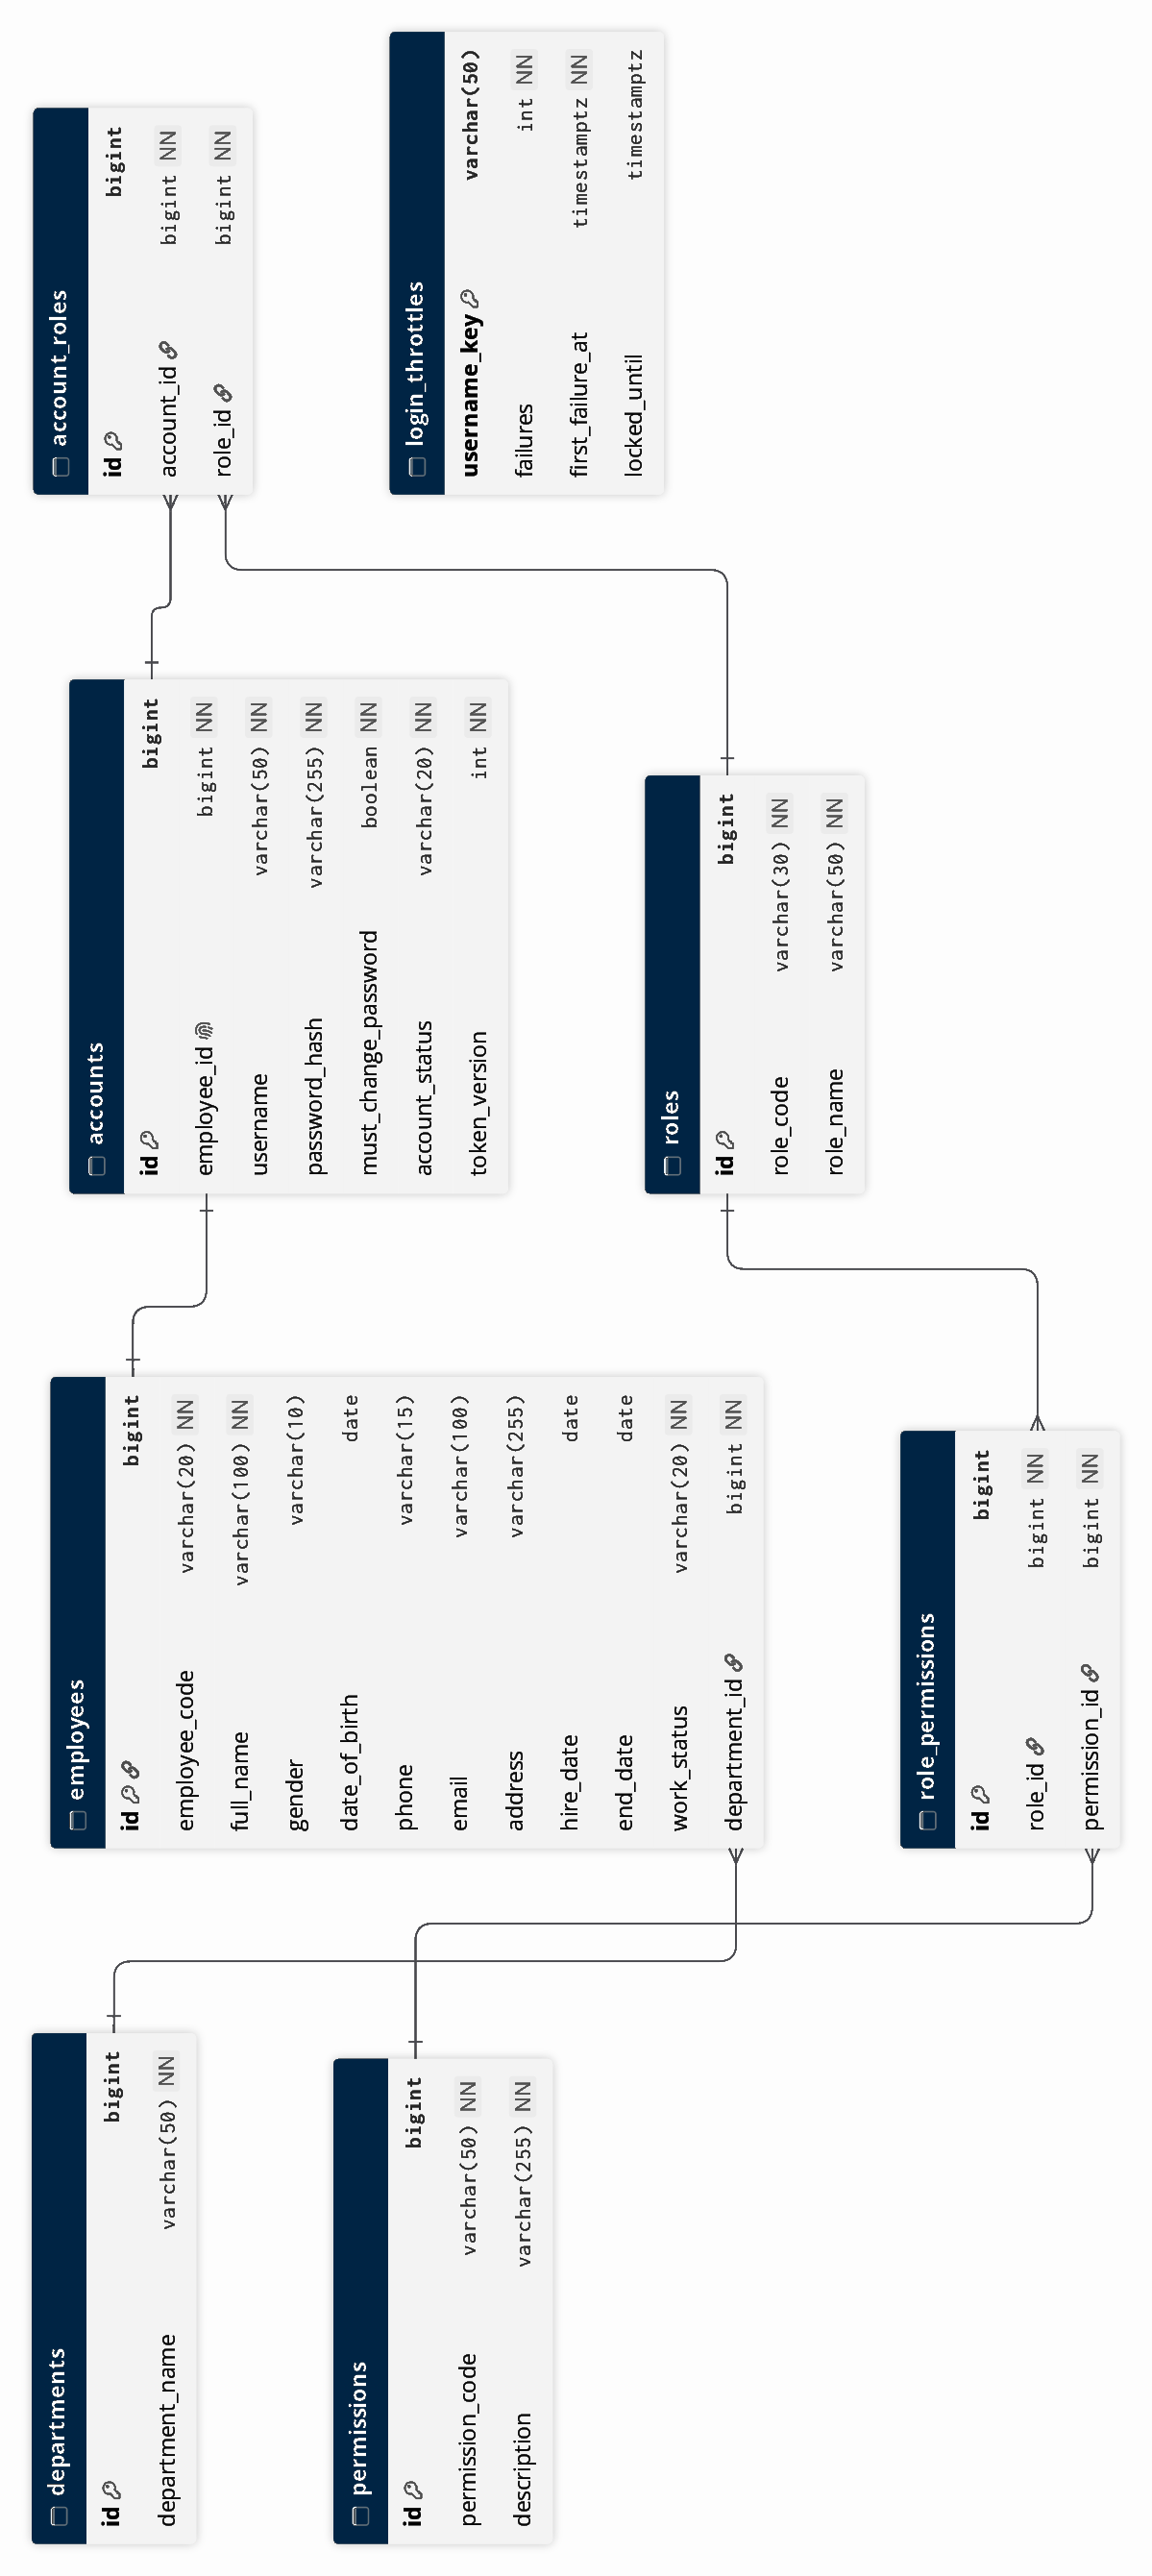 departments
id bigint
department_name varchar(50) NN
permissions
id bigint
permission_code varchar(50) NN
description varchar(255) NN
employees
id bigint
employee_code varchar(20) NN
full_name varchar(100) NN
gender varchar(10)
date_of_birth date
phone varchar(15)
email varchar(100)
address varchar(255)
hire_date date
end_date date
work_status varchar(20) NN
department_id bigint NN
role_permissions
id bigint
role_id bigint NN
permission_id bigint NN
accounts
id bigint
employee_id bigint NN
username varchar(50) NN
password_hash varchar(255) NN
must_change_password boolean NN
account_status varchar(20) NN
token_version int NN
roles
id bigint
role_code varchar(30) NN
role_name varchar(50) NN
account_roles
id bigint
account_id bigint NN
role_id bigint NN
login_throttles
username_key varchar(50)
failures int NN
first_failure_at timestamptz NN
locked_until timestamptz